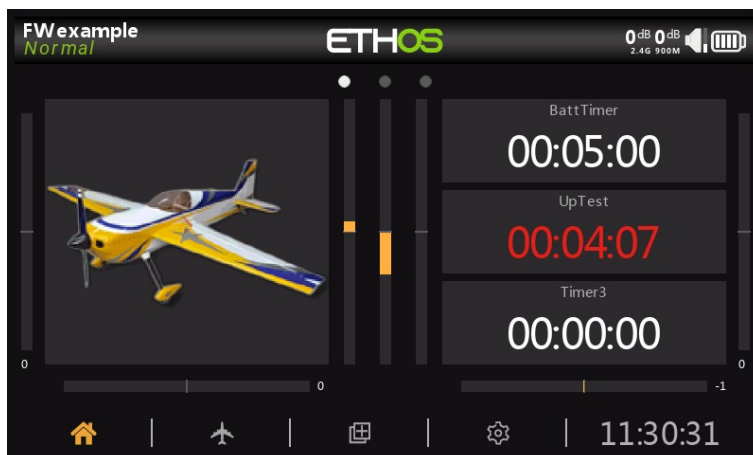 FWexample
Normal
ETHOS
0dB 0dB
2.4G 900M
BattTimer
00:05:00
UpTest
00:04:07
Timer3
00:00:00
0
0
0
-1
11:30:31